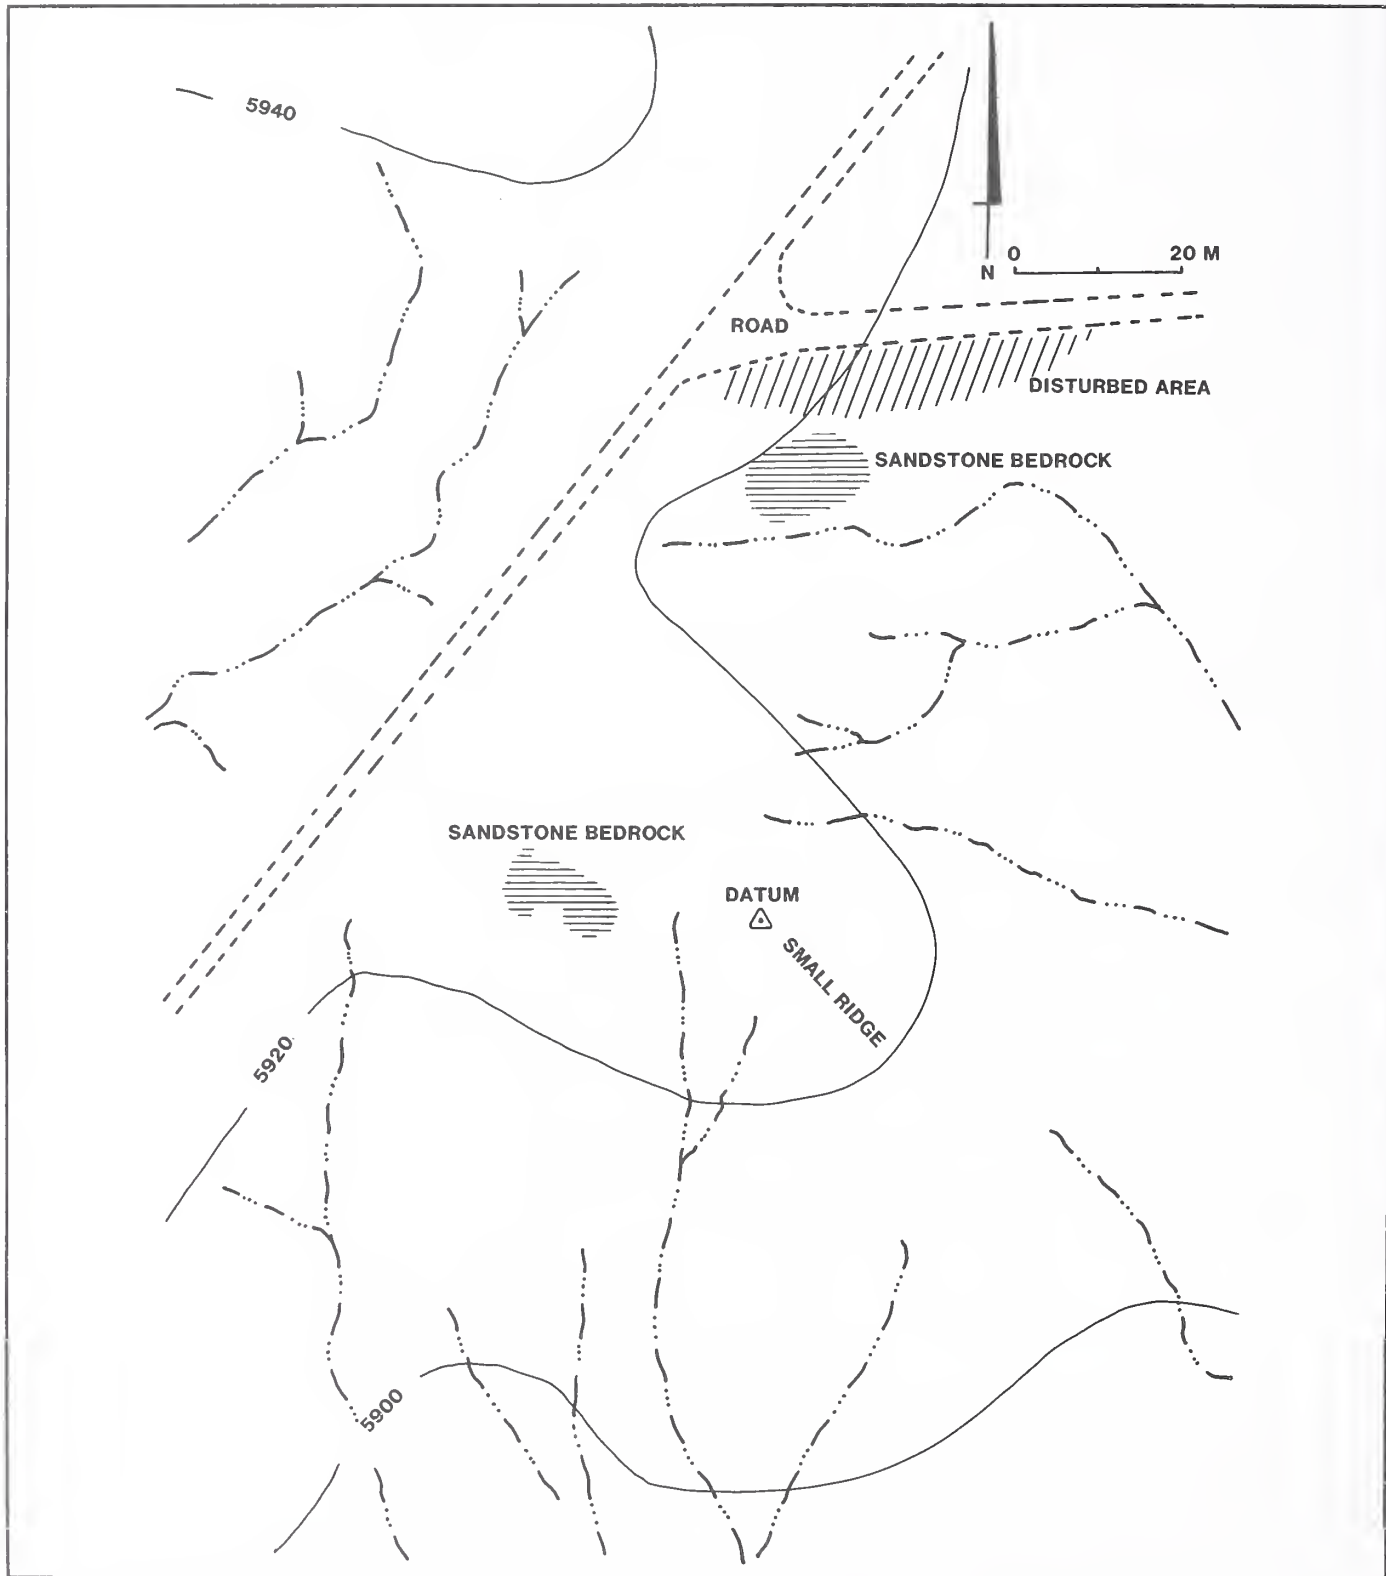 5940
0 20 M
N
ROAD
DISTURBED AREA
SANDSTONE BEDROCK
SANDSTONE BEDROCK
DATUM
SMALL RIDGE
5920
5900